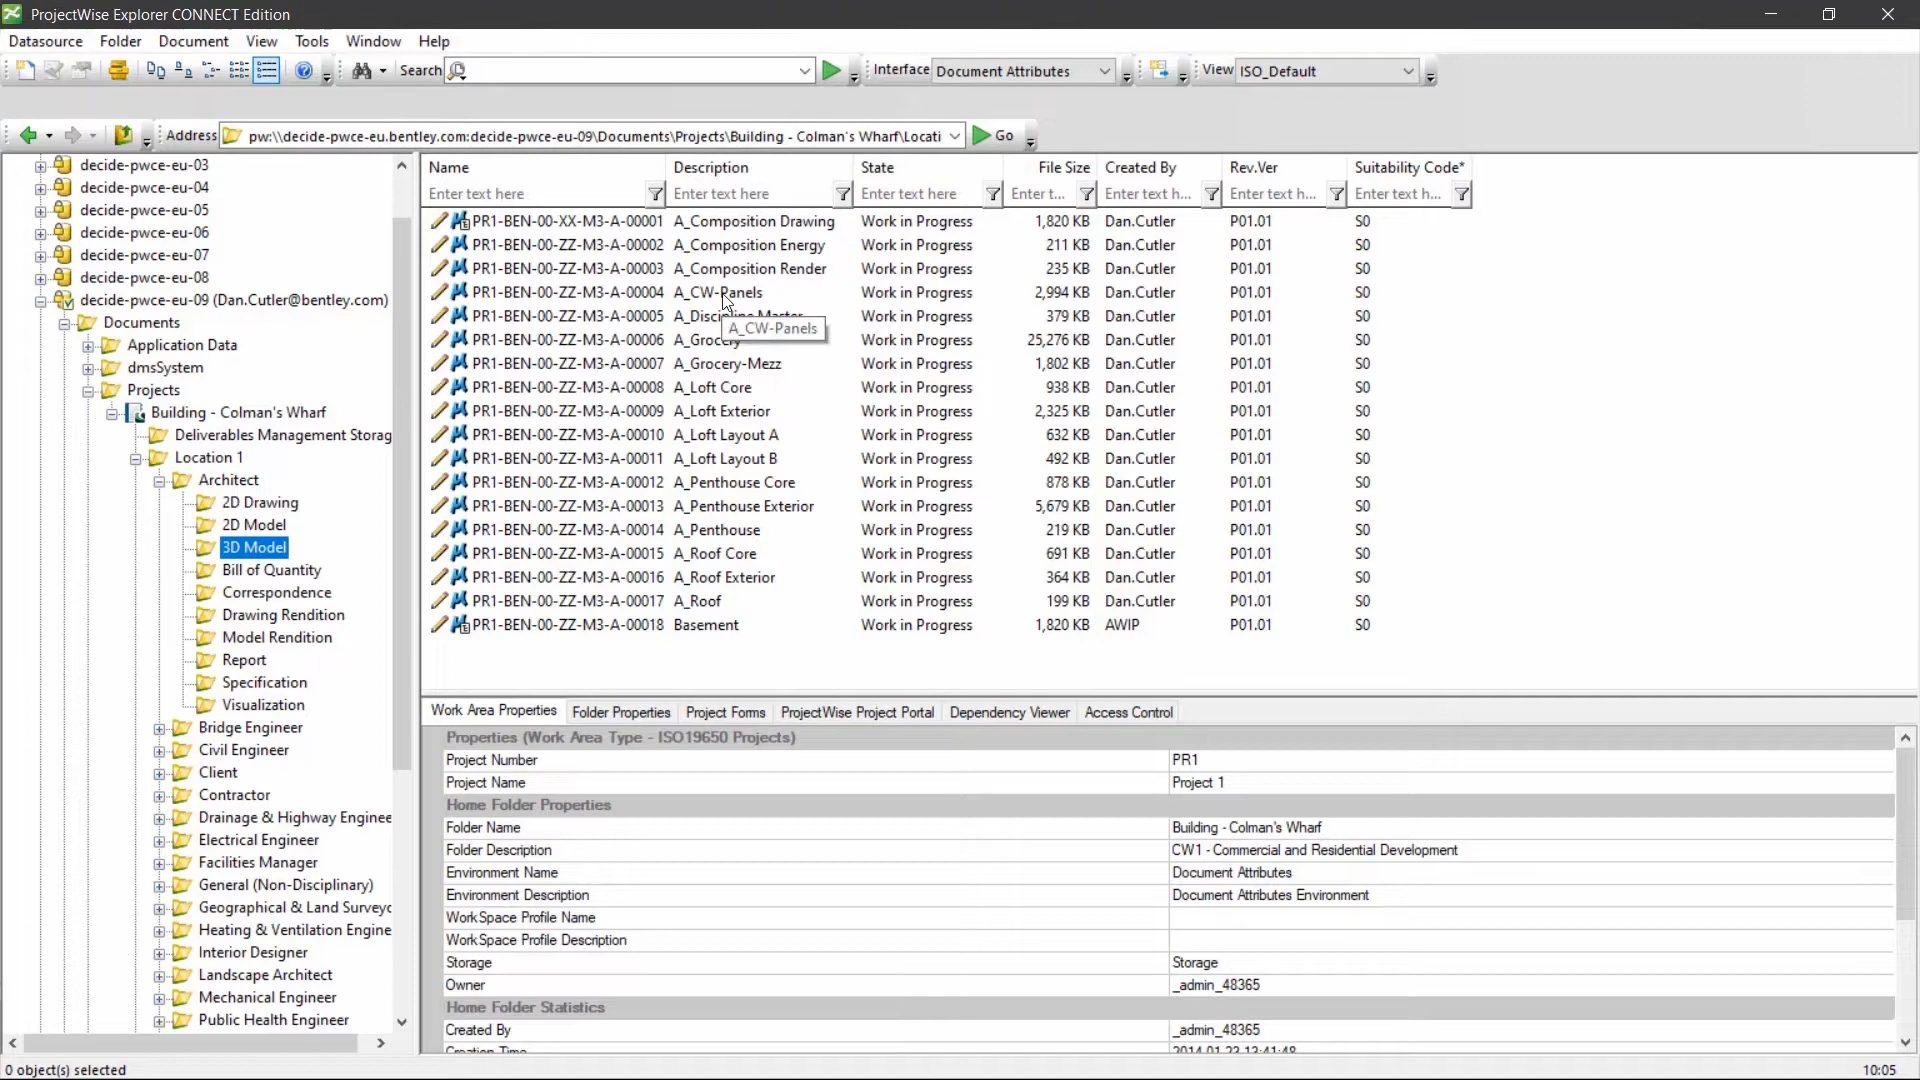 ProjectWise Explorer CONNECT Edition
Datasource Folder Document View Tools Window Help
Search Interface Document Attributes View ISO_Default
Address pw:\\decide-pwce-eu.bentley.com:decide-pwce-eu-09\Documents\Projects\Building - Colman's Wharf\Locati Go
decide-pwce-eu-03
decide-pwce-eu-04
decide-pwce-eu-05
decide-pwce-eu-06
decide-pwce-eu-07
decide-pwce-eu-08
decide-pwce-eu-09 (Dan.Cutler@bentley.com)
Documents
Application Data
dmsSystem
Projects
Building - Colman's Wharf
Deliverables Management Storag
Location 1
Architect
2D Drawing
2D Model
3D Model
Bill of Quantity
Correspondence
Drawing Rendition
Model Rendition
Report
Specification
Visualization
Bridge Engineer
Civil Engineer
Client
Contractor
Drainage & Highway Enginee
Electrical Engineer
Facilities Manager
General (Non-Disciplinary)
Geographical & Land Surveyo
Heating & Ventilation Engine
Interior Designer
Landscape Architect
Mechanical Engineer
Public Health Engineer
Name Description State File Size Created By Rev.Ver Suitability Code*
Enter text here Enter text here Enter text here Enter t... Enter text h... Enter text h... Enter text h...
PR1-BEN-00-XX-M3-A-00001 A_Composition Drawing Work in Progress 1,820 KB Dan.Cutler P01.01 S0
PR1-BEN-00-ZZ-M3-A-00002 A_Composition Energy Work in Progress 211 KB Dan.Cutler P01.01 S0
PR1-BEN-00-ZZ-M3-A-00003 A_Composition Render Work in Progress 235 KB Dan.Cutler P01.01 S0
PR1-BEN-00-ZZ-M3-A-00004 A_CW-Panels Work in Progress 2,994 KB Dan.Cutler P01.01 S0
PR1-BEN-00-ZZ-M3-A-00005 A_Discipline Master Work in Progress 379 KB Dan.Cutler P01.01 S0
A_CW-Panels
PR1-BEN-00-ZZ-M3-A-00006 A_Grocery Work in Progress 25,276 KB Dan.Cutler P01.01 S0
PR1-BEN-00-ZZ-M3-A-00007 A_Grocery-Mezz Work in Progress 1,802 KB Dan.Cutler P01.01 S0
PR1-BEN-00-ZZ-M3-A-00008 A_Loft Core Work in Progress 938 KB Dan.Cutler P01.01 S0
PR1-BEN-00-ZZ-M3-A-00009 A_Loft Exterior Work in Progress 2,325 KB Dan.Cutler P01.01 S0
PR1-BEN-00-ZZ-M3-A-00010 A_Loft Layout A Work in Progress 632 KB Dan.Cutler P01.01 S0
PR1-BEN-00-ZZ-M3-A-00011 A_Loft Layout B Work in Progress 492 KB Dan.Cutler P01.01 S0
PR1-BEN-00-ZZ-M3-A-00012 A_Penthouse Core Work in Progress 878 KB Dan.Cutler P01.01 S0
PR1-BEN-00-ZZ-M3-A-00013 A_Penthouse Exterior Work in Progress 5,679 KB Dan.Cutler P01.01 S0
PR1-BEN-00-ZZ-M3-A-00014 A_Penthouse Work in Progress 219 KB Dan.Cutler P01.01 S0
PR1-BEN-00-ZZ-M3-A-00015 A_Roof Core Work in Progress 691 KB Dan.Cutler P01.01 S0
PR1-BEN-00-ZZ-M3-A-00016 A_Roof Exterior Work in Progress 364 KB Dan.Cutler P01.01 S0
PR1-BEN-00-ZZ-M3-A-00017 A_Roof Work in Progress 199 KB Dan.Cutler P01.01 S0
PR1-BEN-00-ZZ-M3-A-00018 Basement Work in Progress 1,820 KB AWIP P01.01 S0
Work Area Properties Folder Properties Project Forms ProjectWise Project Portal Dependency Viewer Access Control
Properties (Work Area Type - ISO19650 Projects)
Project Number PR1
Project Name Project 1
Home Folder Properties
Folder Name Building - Colman's Wharf
Folder Description CW1 - Commercial and Residential Development
Environment Name Document Attributes
Environment Description Document Attributes Environment
WorkSpace Profile Name
WorkSpace Profile Description
Storage Storage
Owner _admin_48365
Home Folder Statistics
Created By _admin_48365
Creation Time 2014-01-23 13:41:48
0 object(s) selected 10:05